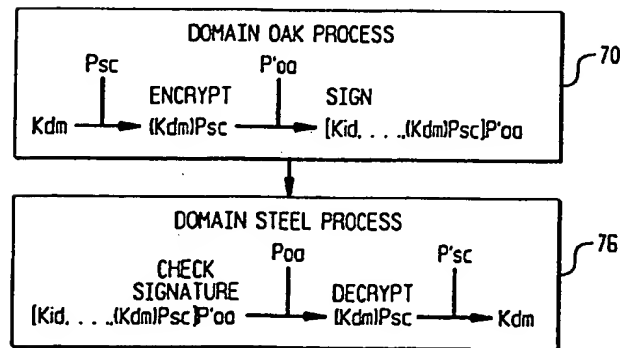 DOMAIN OAK PROCESS
Psc P'oa
ENCRYPT SIGN
Kdm (Kdm)Psc [Kid. . . .,(Kdm)Psc]P'oa
70
DOMAIN STEEL PROCESS
Poa P'sc
CHECK
SIGNATURE DECRYPT
[Kid. . . .,(Kdm)Psc]P'oa (Kdm)Psc Kdm
76